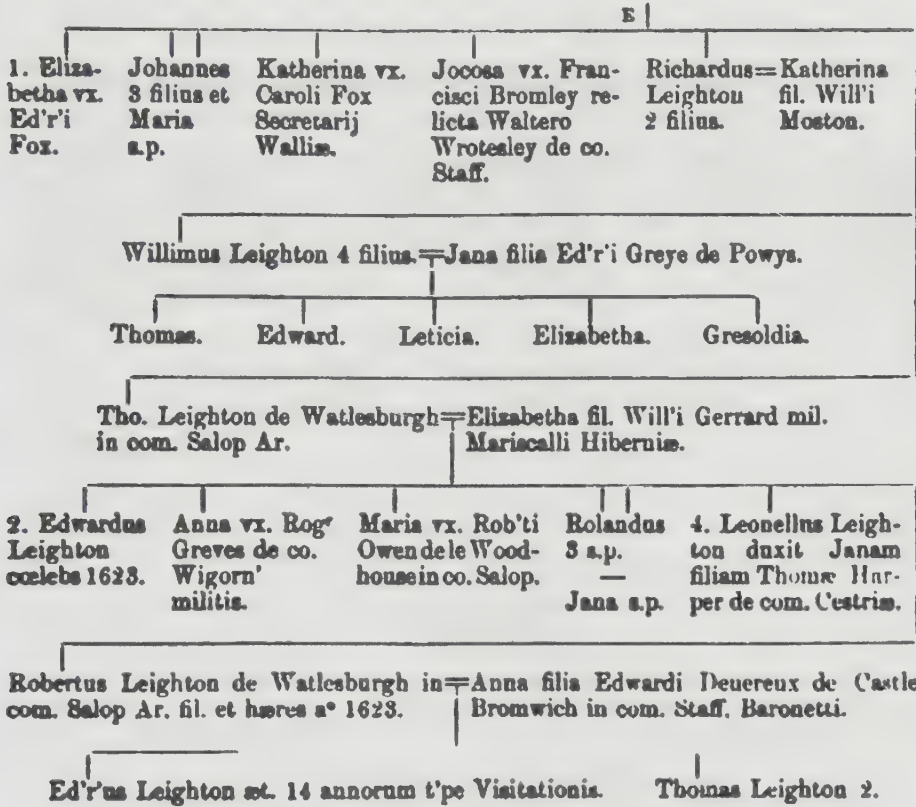 E
1. Eliza-
betha vx.
Ed'r'i
Fox.
Johannes
3 filius et
Maria
s.p.
Katherina vx.
Caroli Fox
Secretarij
Walliæ.
Jocosa vx. Fran-
cisci Bromley re-
licta Waltero
Wrotesley de co.
Staff.
Richardus=Katherina
Leighton fil. Will'i
2 filius. Moston.
Willimus Leighton 4 filius.=Jana filia Ed'r'i Greye de Powys.
Thomas. Edward. Leticia. Elizabetha. Gresoldia.
Tho. Leighton de Watlesburgh=Elizabetha fil. Will'i Gerrard mil.
in com. Salop Ar. Mariscalli Hiberniæ.
2. Edwardus
Leighton
cœlebs 1623.
Anna vx. Rogr
Greves de co.
Wigorn'
militis.
Maria vx. Rob'ti
Owen de le Wood-
house in co. Salop.
Rolandus
3 s.p.
—
Jana s.p.
4. Leonellus Leigh-
ton duxit Janam
filiam Thomæ Har-
per de com. Cestriæ.
Robertus Leighton de Watlesburgh in=Anna filia Edwardi Deuereux de Castle
com. Salop Ar. fil. et hæres a° 1623. Bromwich in com. Staff. Baronetti.
Ed'r'us Leighton æt. 14 annorum t'pe Visitationis. Thomas Leighton 2.